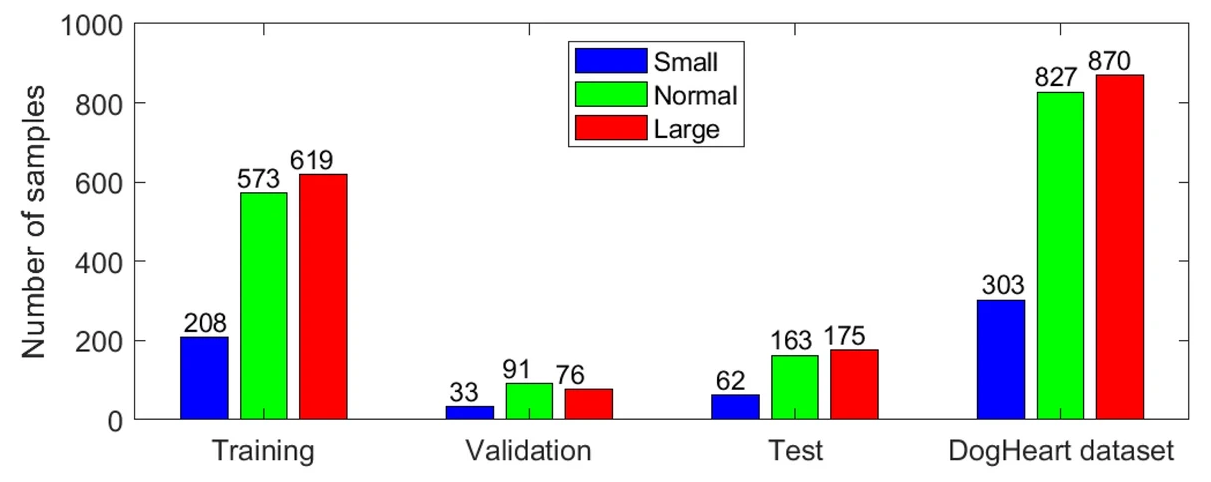 Number of samples
1000
800
600
400
200
0
Small
Normal
Large
208
573
619
33
91
76
62
163
175
303
827
870
Training
Validation
Test
DogHeart dataset